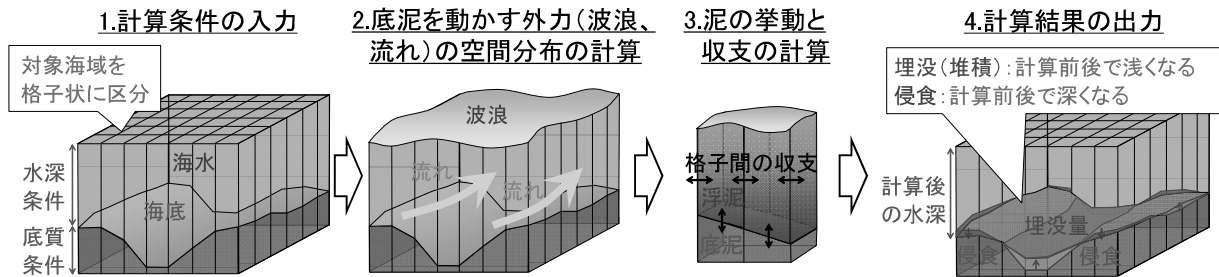 1.計算条件の入力
対象海域を
格子状に区分
水深
条件
底質
条件
海水
海底
2.底泥を動かす外力(波浪、
流れ)の空間分布の計算
波浪
流れ
流れ
3.泥の挙動と
収支の計算
格子間の収支
浮泥
底泥
4.計算結果の出力
埋没(堆積):計算前後で浅くなる
侵食:計算前後で深くなる
計算後
の水深
埋没量
侵食
侵食